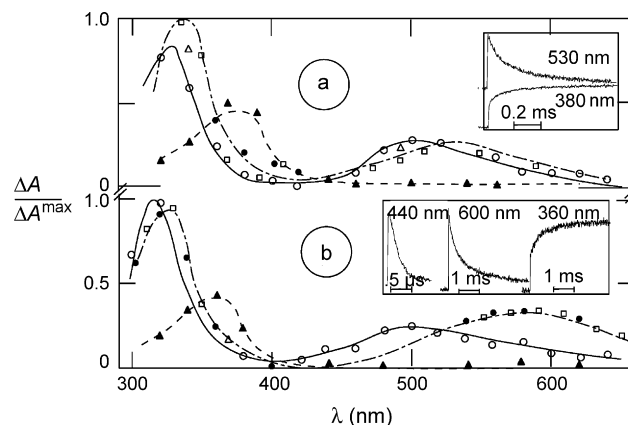 1.0
0.5
0
a
530 nm
380 nm
0.2 ms
ΔA
ΔA^max
1.0
0.5
0
b
440 nm 600 nm 360 nm
.5 µs 1 ms 1 ms
300 400 500 600
λ (nm)